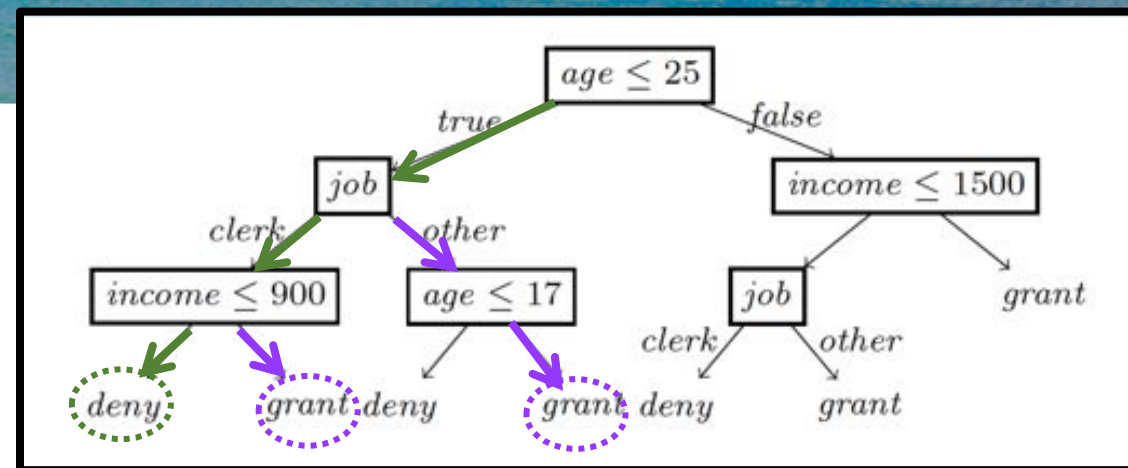 age ≤ 25
true
false
job
income ≤ 1500
clerk
other
income ≤ 900
age ≤ 17
job
grant
clerk
other
deny
grant
deny
grant
deny
grant